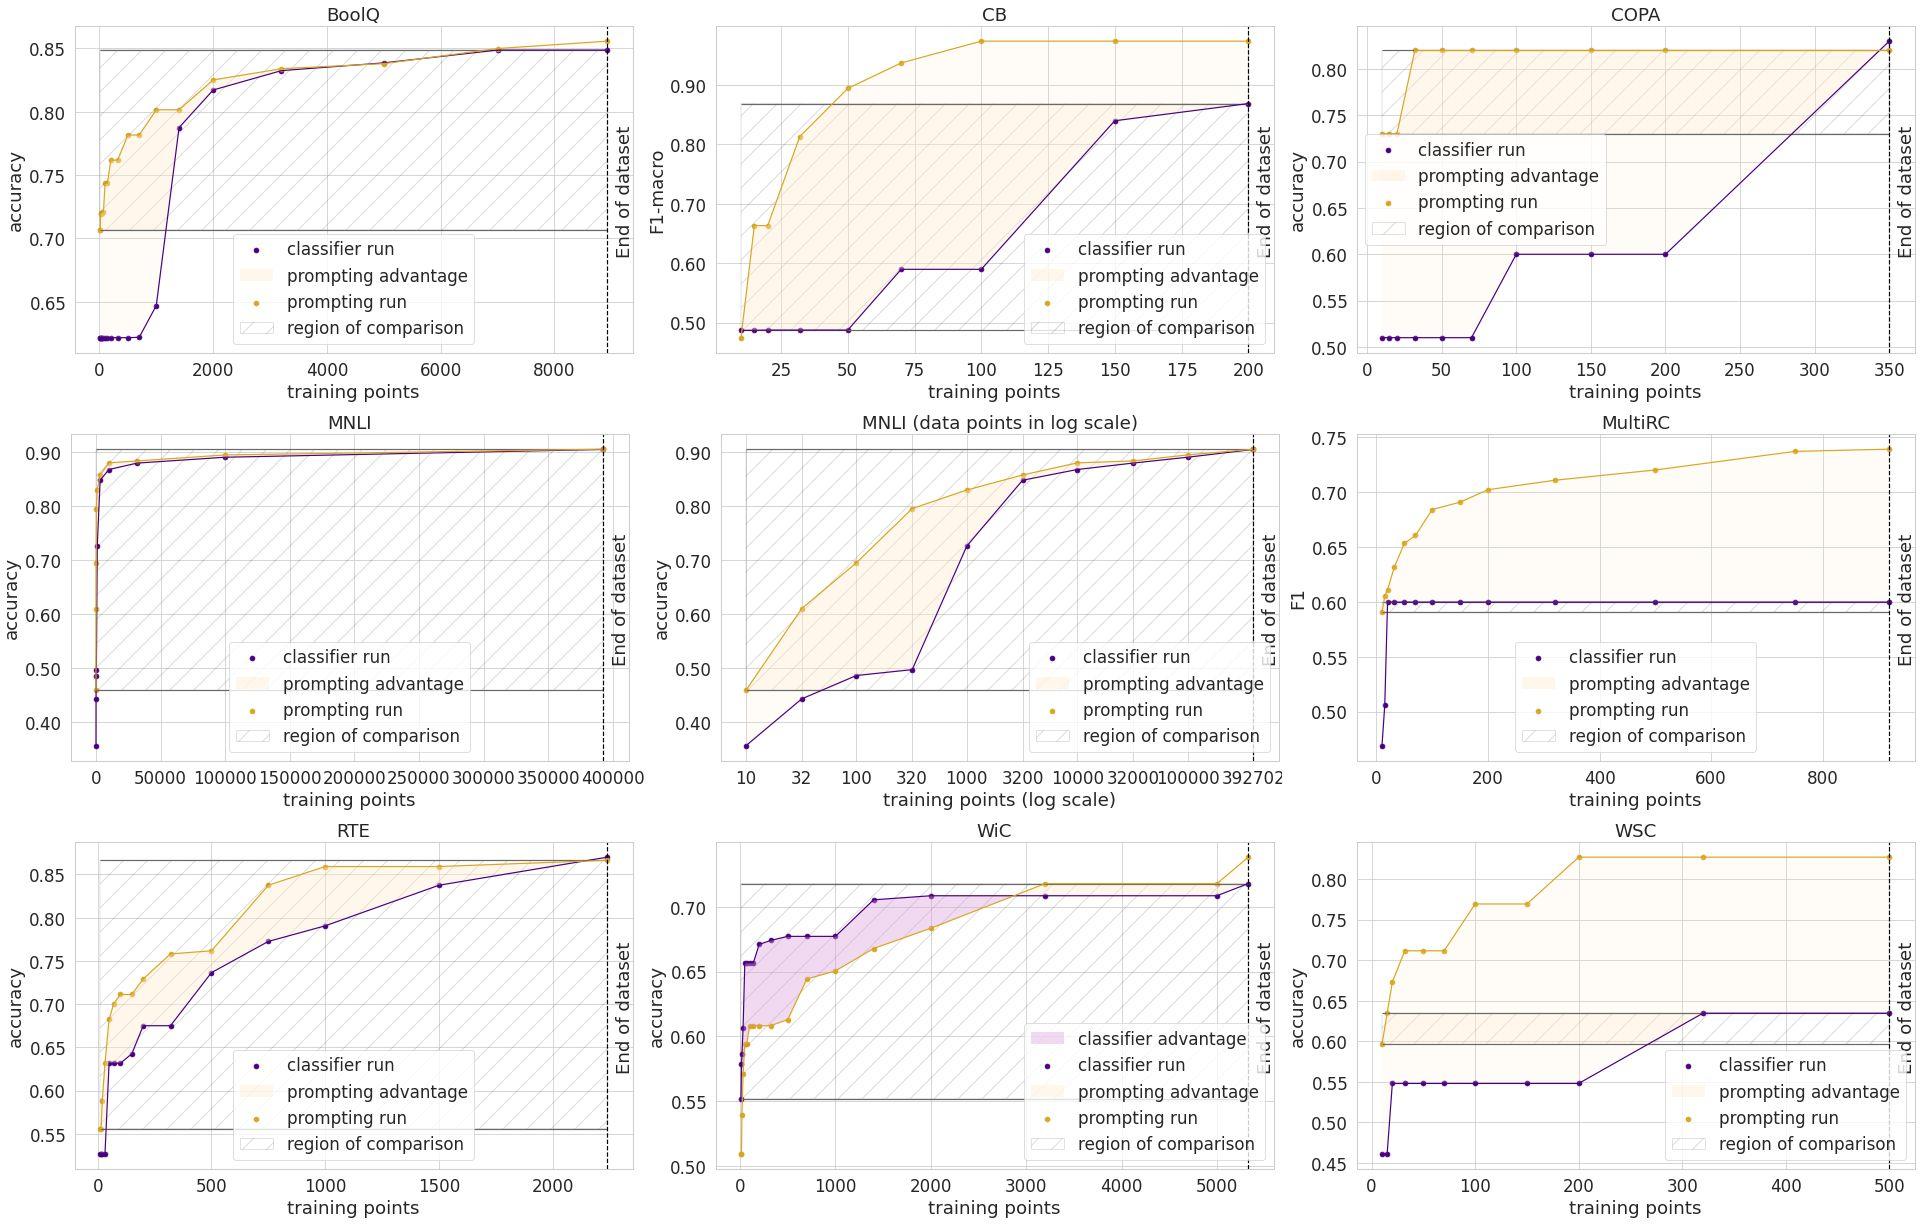 BoolQ
accuracy
0.85
0.80
0.75
0.70
0.65
0 2000 4000 6000 8000
training points
classifier run
prompting advantage
prompting run
region of comparison
End of dataset
CB
F1-macro
0.90
0.80
0.70
0.60
0.50
25 50 75 100 125 150 175 200
training points
classifier run
prompting advantage
prompting run
region of comparison
End of dataset
COPA
accuracy
0.80
0.75
0.70
0.65
0.60
0.55
0.50
0 50 100 150 200 250 300 350
training points
classifier run
prompting advantage
prompting run
region of comparison
End of dataset
MNLI
accuracy
0.90
0.80
0.70
0.60
0.50
0.40
0 50000 100000 150000 200000 250000 300000 350000 400000
training points
classifier run
prompting advantage
prompting run
region of comparison
End of dataset
MNLI (data points in log scale)
accuracy
0.90
0.80
0.70
0.60
0.50
0.40
10 32 100 320 1000 3200 10000 32000 100000 392702
training points (log scale)
classifier run
prompting advantage
prompting run
region of comparison
End of dataset
MultiRC
F1
0.75
0.70
0.65
0.60
0.55
0.50
0 200 400 600 800
training points
classifier run
prompting advantage
prompting run
region of comparison
End of dataset
RTE
accuracy
0.85
0.80
0.75
0.70
0.65
0.60
0.55
0 500 1000 1500 2000
training points
classifier run
prompting advantage
prompting run
region of comparison
End of dataset
WiC
accuracy
0.70
0.65
0.60
0.55
0.50
0 1000 2000 3000 4000 5000
training points
classifier advantage
classifier run
prompting advantage
prompting run
region of comparison
End of dataset
WSC
accuracy
0.80
0.75
0.70
0.65
0.60
0.55
0.50
0.45
0 100 200 300 400 500
training points
classifier run
prompting advantage
prompting run
region of comparison
End of dataset